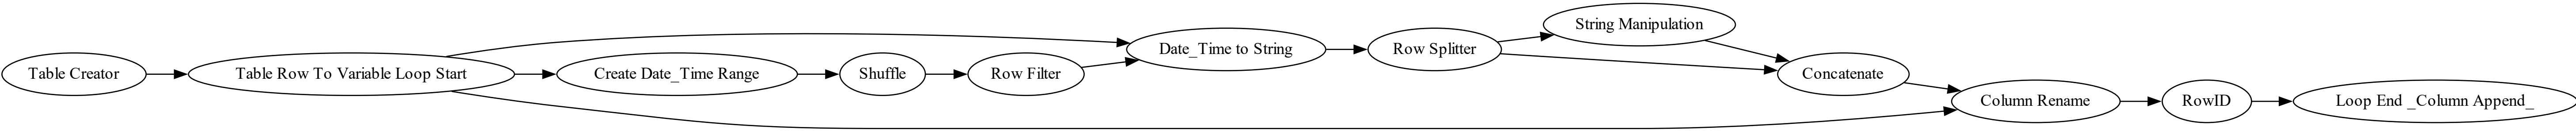 Table Creator
Table Row To Variable Loop Start
Create Date_Time Range
Shuffle
Row Filter
Date_Time to String
Row Splitter
String Manipulation
Concatenate
Column Rename
RowID
Loop End _Column Append_